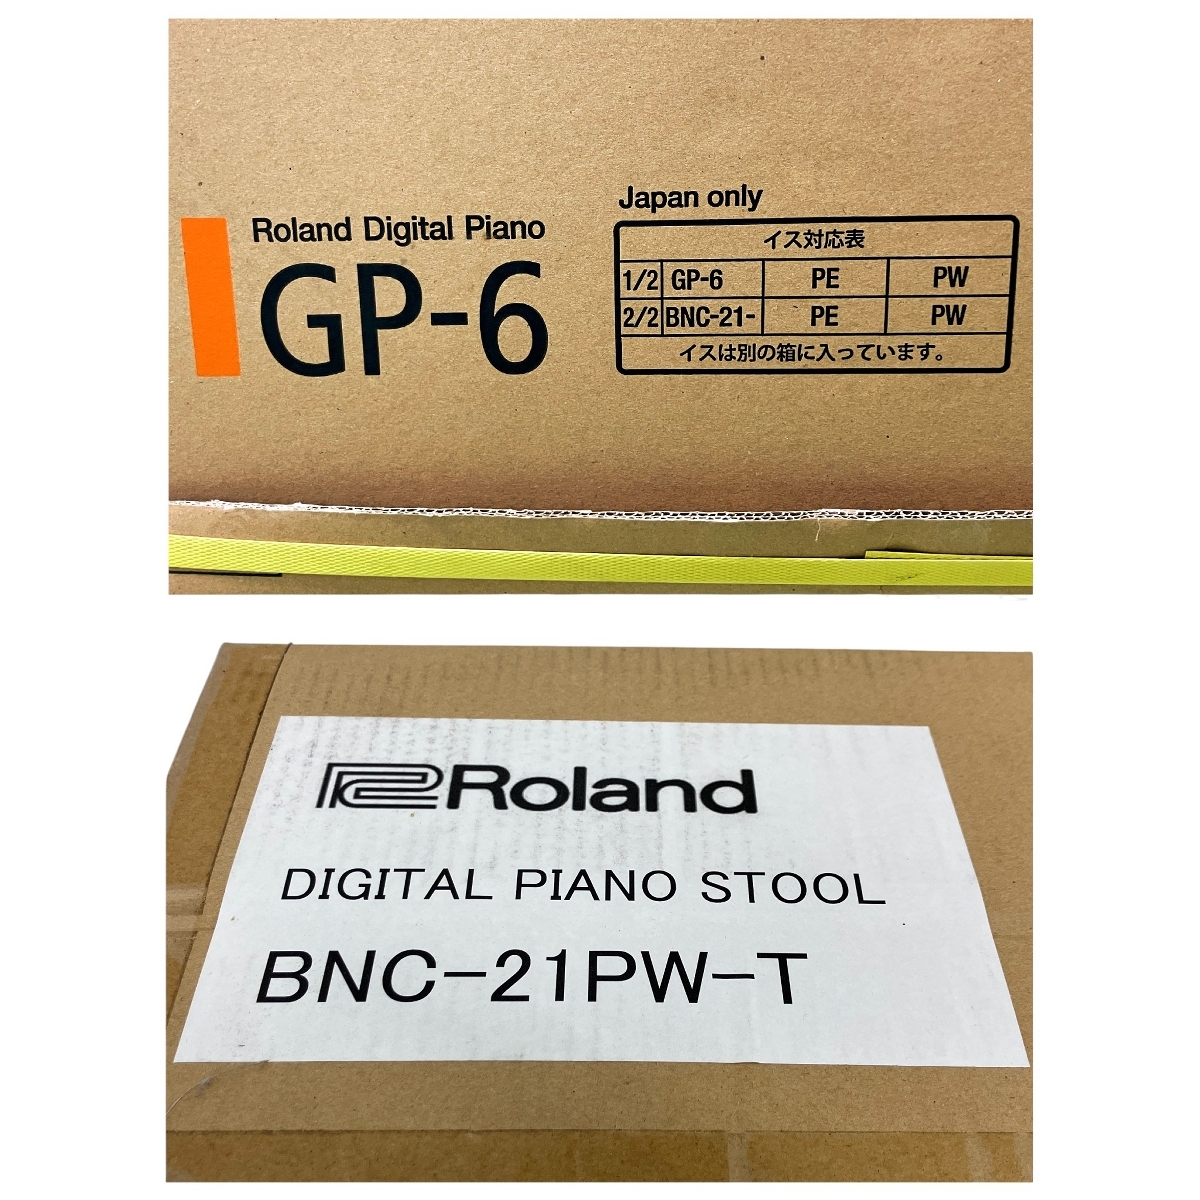 Roland Digital Piano
GP-6
Japan only
イス対応表
1/2 GP-6 PE PW
2/2 BNC-21- PE PW
イスは別の箱に入っています。
Roland
DIGITAL PIANO STOOL
BNC-21PW-T